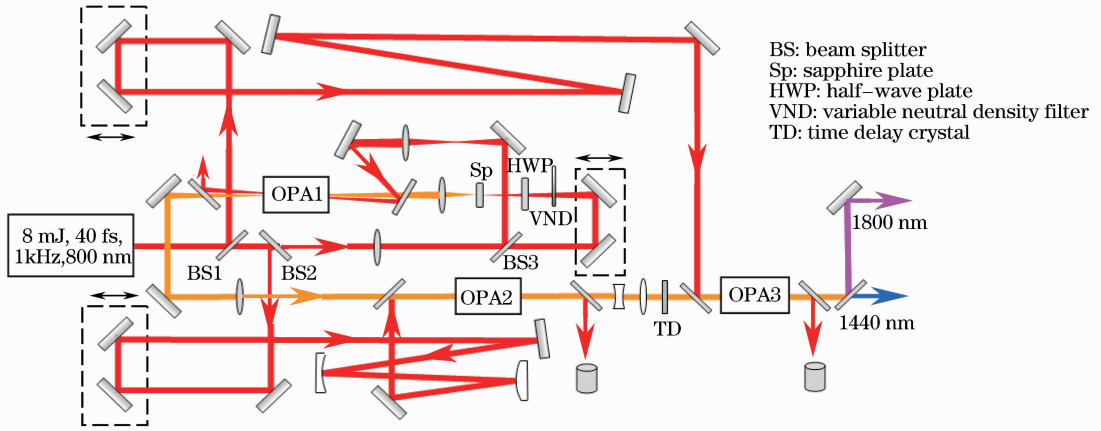 BS: beam splitter
Sp: sapphire plate
HWP: half-wave plate
VND: variable neutral density filter
TD: time delay crystal
Sp
HWP
OPA1
VND
8 mJ, 40 fs,
1kHz,800 nm
BS1
BS2
BS3
1800 nm
OPA2
OPA3
TD
1440 nm